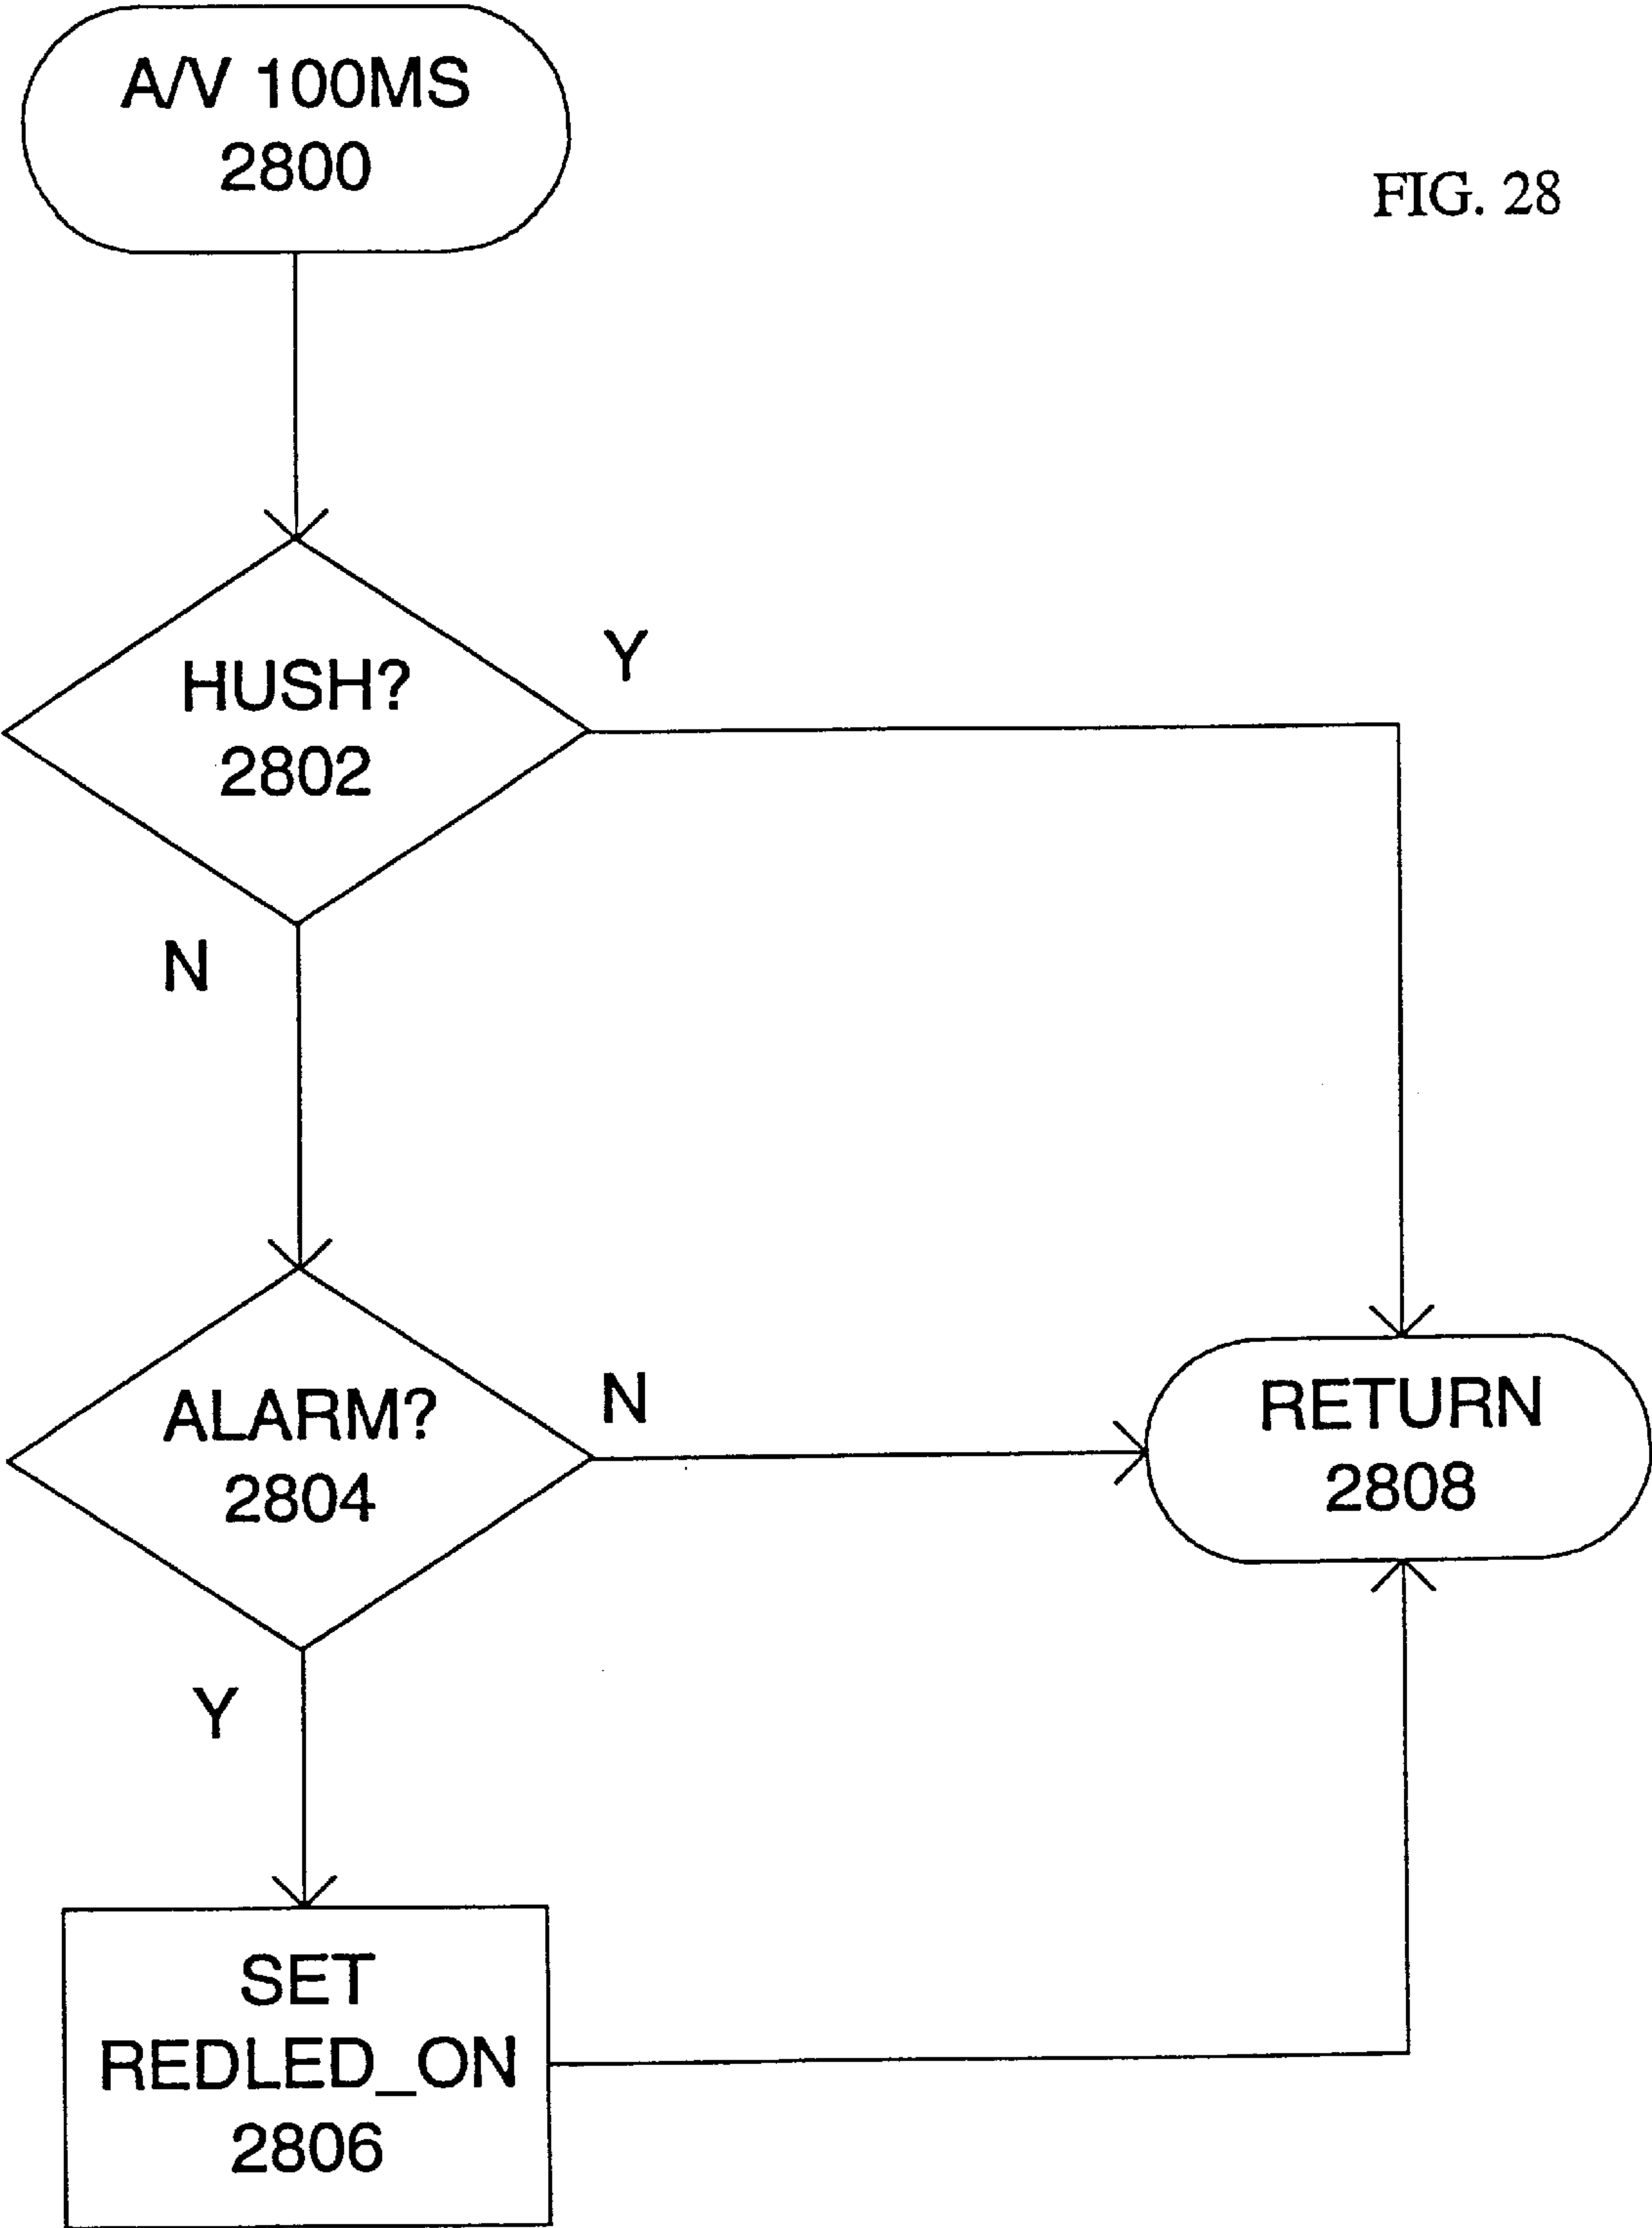 A/V 100MS
2800
FIG. 28
HUSH?
2802
Y
N
ALARM?
2804
N
RETURN
2808
Y
SET
REDLED_ON
2806